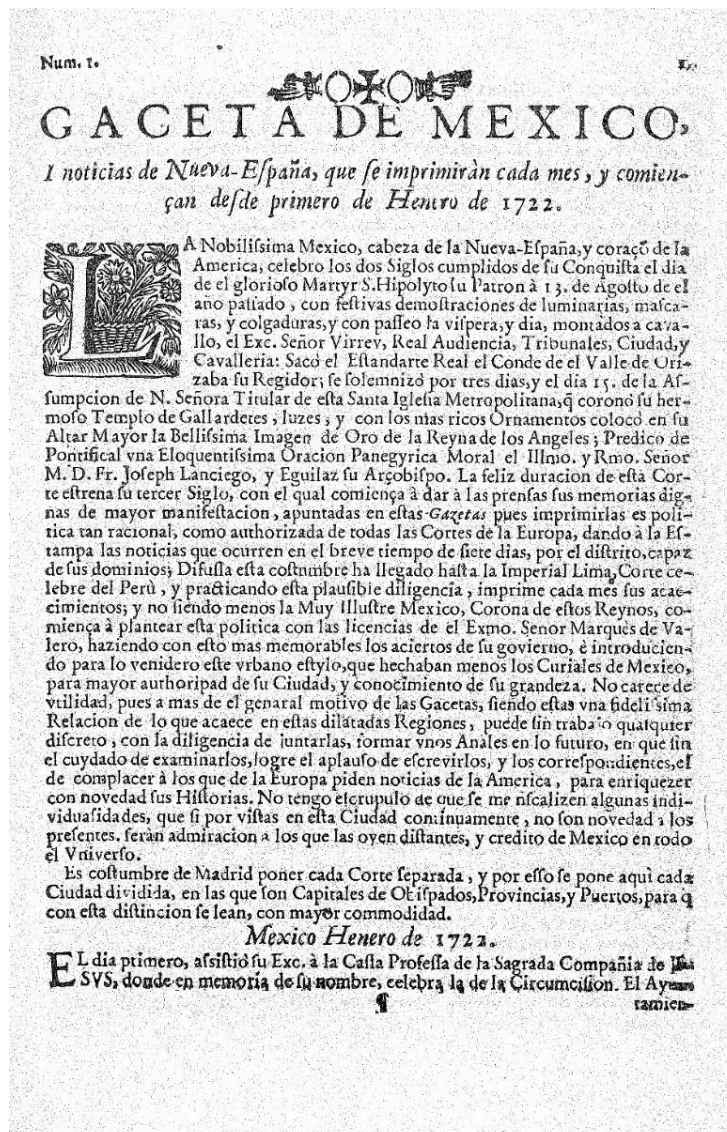 Num. 1.
1.
GACETA DE MEXICO,
I noticias de Nueva-Eſpaña, que ſe imprimiràn cada mes, y comien-
çan deſde primero de Henero de 1722.
LA Nobiliſsima Mexico, cabeza de la Nueva-Eſpaña, y coraçõ de la
America, celebro los dos Siglos cumplidos de ſu Conquiſta el dia
de el glorioſo Martyr S. Hipolyto ſu Patron à 13. de Agoſto de el
año paſſado, con feſtivas demoſtraciones de luminarias, maſca-
ras, y colgaduras, y con paſſeo la viſpera, y dia, montados a cava-
llo, el Exc. Señor Virrey, Real Audiencia, Tribunales, Ciudad, y
Cavalleria: Sacò el Eſtandarte Real el Conde de el Valle de Ori-
zaba ſu Regidor; ſe ſolemnizó por tres dias, y el dia 15. de la Aſ-
ſumpcion de N. Señora Titular de eſta Santa Igleſia Metropolitana, q̃ coronó ſu her-
moſo Templo de Gallardetes, luzes, y con los mas ricos Ornamentos colocò en ſu
Altar Mayor la Belliſsima Imagen de Oro de la Reyna de los Angeles; Predico de
Pontifical vna Eloquentiſsima Oracion Panegyrica Moral el Illmo. y Rmo. Señor
M. D. Fr. Joſeph Lanciego, y Eguilaz ſu Arçobiſpo. La feliz duracion de eſta Cor-
te eſtrena ſu tercer Siglo, con el qual comiença à dar à las prenſas ſus memorias dig-
nas de mayor manifeſtacion, apuntadas en eſtas Gazetas pues imprimirlas es poli-
tica tan racional, como authorizada de todas las Cortes de la Europa, dando à la Eſ-
tampa las noticias que ocurren en el breve tiempo de ſiete dias, por el diſtrito, capaz
de ſus dominios; Difuſſa eſta coſtumbre ha llegado haſta la Imperial Lima, Corte ce-
lebre del Perù, y practicando eſta plauſible diligencia, imprime cada mes ſus acae-
cimientos; y no ſiendo menos la Muy Illuſtre Mexico, Corona de eſtos Reynos, co-
miença à plantear eſta politica con las licencias de el Exmo. Senor Marquès de Va-
lero, haziendo con eſto mas memorables los aciertos de ſu govierno, è introducien-
do para lo venidero eſte vrbano eſtylo, que hechaban menos los Curiales de Mexico,
para mayor authoripad de ſu Ciudad, y conocimiento de ſu grandeza. No carece de
vtilidad, pues a mas de el genaral motivo de las Gacetas, ſiendo eſtas vna fideliſsima
Relacion de lo que acaece en eſtas dilatadas Regiones, puede ſin trabajo qualquier
diſcreto, con la diligencia de juntarlas, formar vnos Anales en lo futuro, en que ſin
el cuydado de examinarlos, logre el aplauſo de eſcrevirlos, y los correſpondientes, el
de complacer à los que de la Europa piden noticias de la America, para enriquezer
con novedad ſus Hiſtorias. No tengo eſcrupulo de que ſe me fiſcalizen algunas indi-
viduaſidades, que ſi por viſtas en eſta Ciudad continuamente, no ſon novedad a los
preſentes. ſeràn admiracion a los que las oyen diſtantes, y credito de Mexico en todo
el Vniverſo.
Es coſtumbre de Madrid poner cada Corte ſeparada, y por eſſo ſe pone aquì cada
Ciudad dividida, en las que ſon Capitales de Obiſpados, Provincias, y Puertos, para q̃
con eſta diſtincion ſe lean, con mayor commodidad.
Mexico Henero de 1722.
EL dia primero, aſsiſtiò ſu Exc. à la Caſſa Profeſſa de la Sagrada Compañia de JE-
SVS, donde en memoria de ſu nombre, celebra la de la Circumciſion. El Ayun-
¶
tamien-